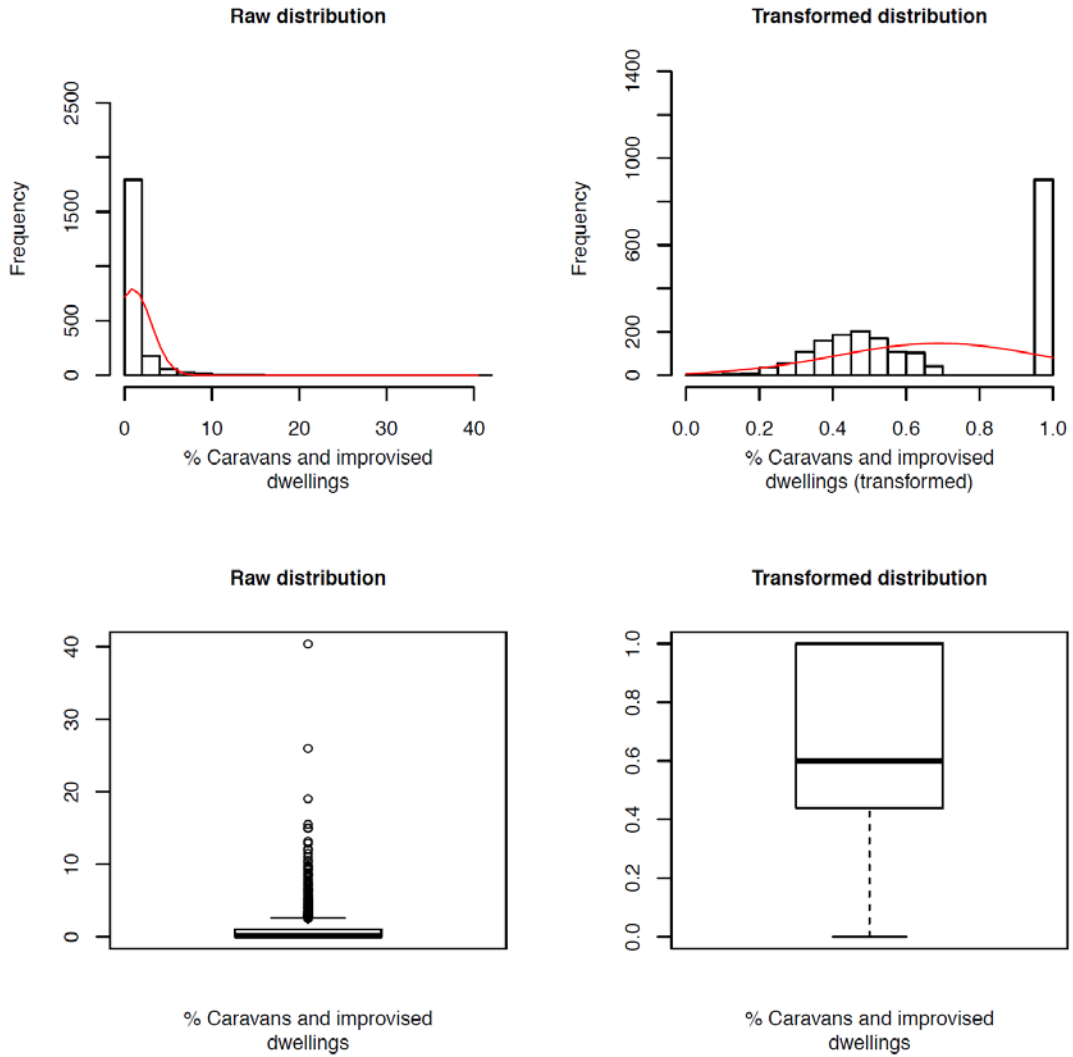 Raw distribution
Frequency
2500
1500
500
0
0 10 20 30 40
% Caravans and improvised
dwellings
Transformed distribution
Frequency
1400
1000
600
200
0
0.0 0.2 0.4 0.6 0.8 1.0
% Caravans and improvised
dwellings (transformed)
Raw distribution
40
30
20
10
0
% Caravans and improvised
dwellings
Transformed distribution
1.0
0.8
0.6
0.4
0.2
0.0
% Caravans and improvised
dwellings